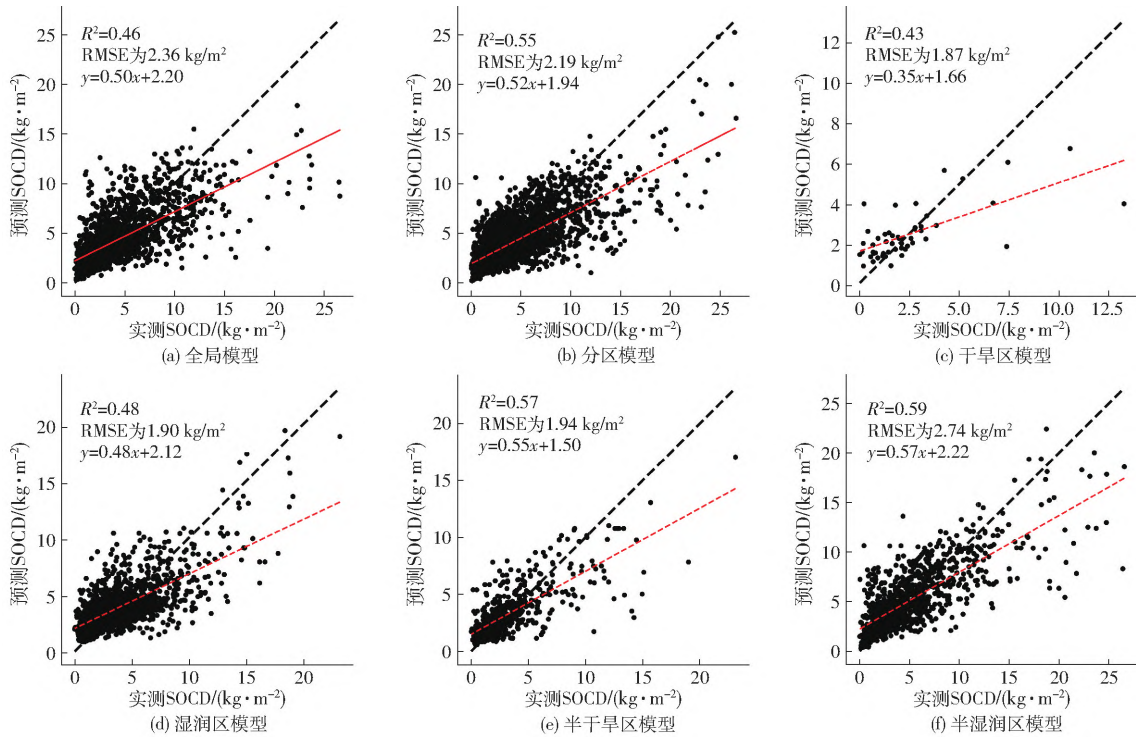 R²=0.46
RMSE为2.36 kg/m²
y=0.50x+2.20
预测SOCD/(kg·m⁻²)
25
20
15
10
5
0
0 5 10 15 20 25
实测SOCD/(kg·m⁻²)
(a) 全局模型
R²=0.55
RMSE为2.19 kg/m²
y=0.52x+1.94
预测SOCD/(kg·m⁻²)
25
20
15
10
5
0
0 5 10 15 20 25
实测SOCD/(kg·m⁻²)
(b) 分区模型
R²=0.43
RMSE为1.87 kg/m²
y=0.35x+1.66
预测SOCD/(kg·m⁻²)
12
10
8
6
4
2
0
0 2.5 5.0 7.5 10.0 12.5
实测SOCD/(kg·m⁻²)
(c) 干旱区模型
R²=0.48
RMSE为1.90 kg/m²
y=0.48x+2.12
预测SOCD/(kg·m⁻²)
20
15
10
5
0
0 5 10 15 20
实测SOCD/(kg·m⁻²)
(d) 湿润区模型
R²=0.57
RMSE为1.94 kg/m²
y=0.55x+1.50
预测SOCD/(kg·m⁻²)
20
15
10
5
0
0 5 10 15 20
实测SOCD/(kg·m⁻²)
(e) 半干旱区模型
R²=0.59
RMSE为2.74 kg/m²
y=0.57x+2.22
预测SOCD/(kg·m⁻²)
25
20
15
10
5
0
0 5 10 15 20 25
实测SOCD/(kg·m⁻²)
(f) 半湿润区模型